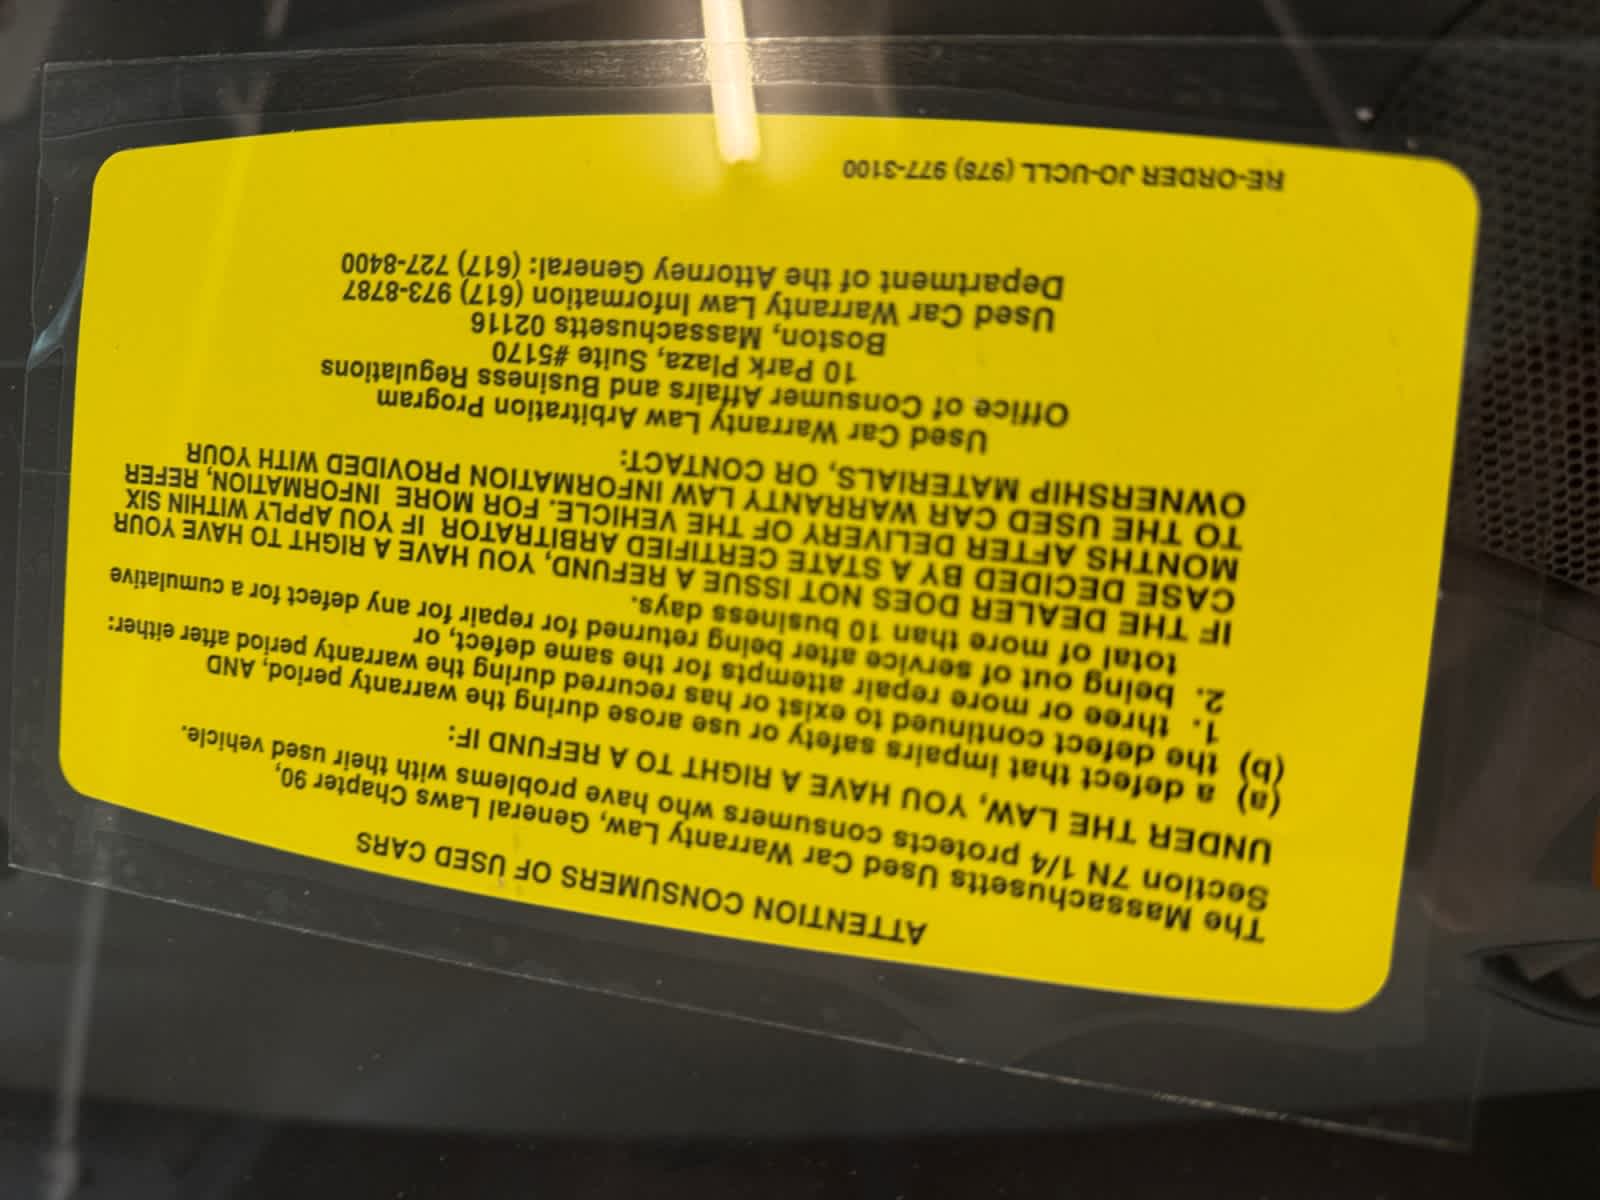 ATTENTION CONSUMERS OF USED CARS
The Massachusetts Used Car Warranty Law, General Laws Chapter 90,
Section 7N 1/4 protects consumers who have problems with their used vehicle.
UNDER THE LAW, YOU HAVE A RIGHT TO A REFUND IF:
(a) a defect that impairs safety or use arose during the warranty period, AND
(b) the defect continued to exist or has recurred during the warranty period after either:
1. three or more repair attempts for the same defect, or
2. being out of service after being returned for repair for any defect for a cumulative
total of more than 10 business days.
IF THE DEALER DOES NOT ISSUE A REFUND, YOU HAVE A RIGHT TO HAVE YOUR
CASE DECIDED BY A STATE CERTIFIED ARBITRATOR IF YOU APPLY WITHIN SIX
MONTHS AFTER DELIVERY OF THE VEHICLE. FOR MORE INFORMATION, REFER
TO THE USED CAR WARRANTY LAW INFORMATION PROVIDED WITH YOUR
OWNERSHIP MATERIALS, OR CONTACT:
Used Car Warranty Law Arbitration Program
Office of Consumer Affairs and Business Regulations
10 Park Plaza, Suite #5170
Boston, Massachusetts 02116
Used Car Warranty Law Information (617) 973-8787
Department of the Attorney General: (617) 727-8400
RE-ORDER JO-UCLL (978) 977-3100